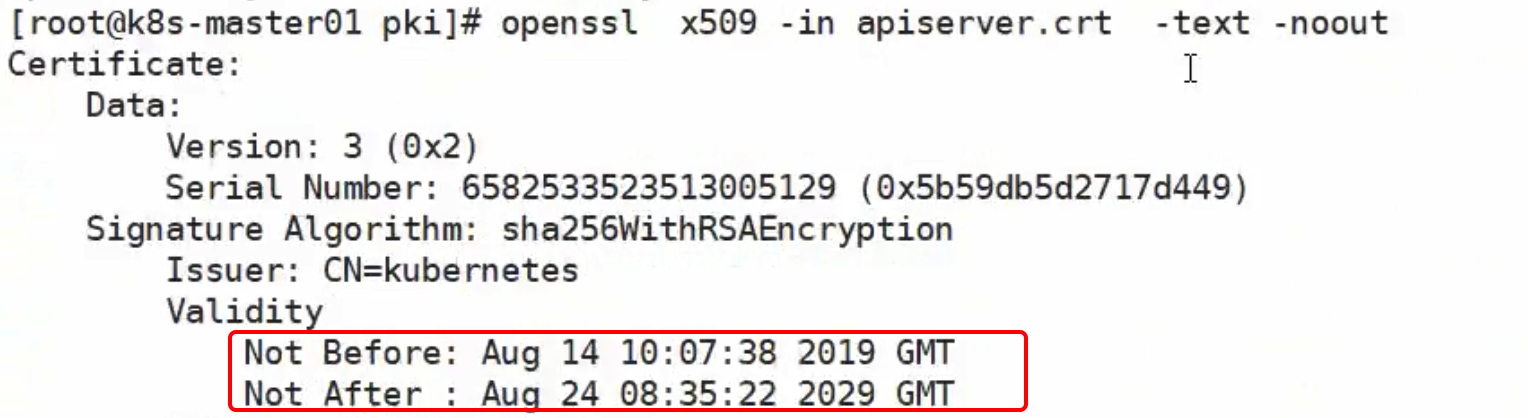 [root@k8s-master01 pki]# openssl  x509 -in apiserver.crt  -text -noout
Certificate:
    Data:
        Version: 3 (0x2)
        Serial Number: 6582533523513005129 (0x5b59db5d2717d449)
    Signature Algorithm: sha256WithRSAEncryption
        Issuer: CN=kubernetes
        Validity
            Not Before: Aug 14 10:07:38 2019 GMT
            Not After : Aug 24 08:35:22 2029 GMT